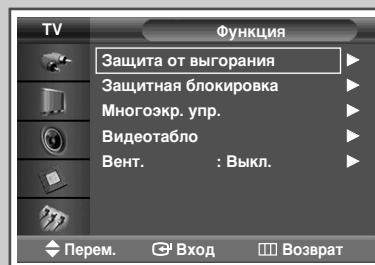 TV Функция
Защита от выгорания
Защитная блокировка
Многоэкр. упр.
Видеотабло
Вент. : Выкл.
Перем. Вход Возврат